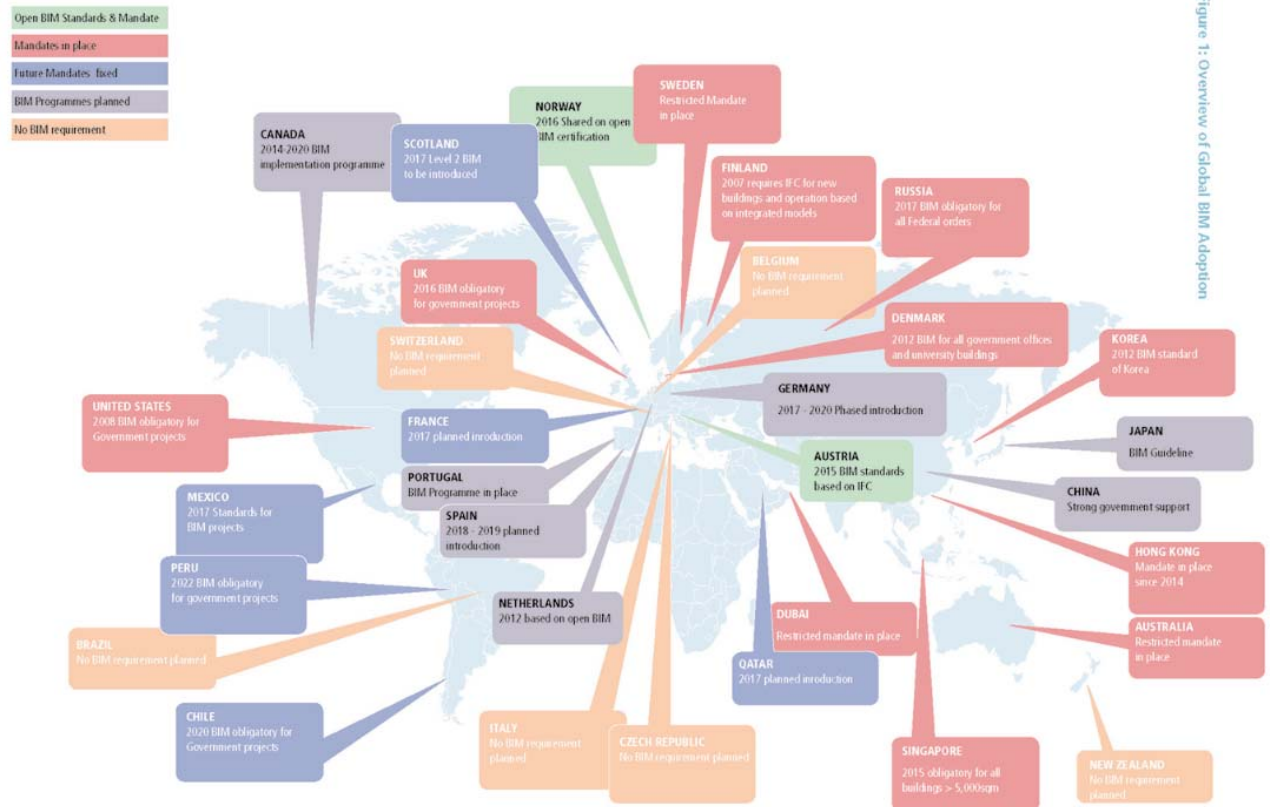 Open BIM Standards & Mandate
Mandates in place
Future Mandates fixed
BIM Programmes planned
No BIM requirement
Figure 1: Overview of Global BIM Adoption
CANADA
2014-2020 BIM
implementation programme
SCOTLAND
2017 Level 2 BIM
to be introduced
NORWAY
2016 Shared on open
BIM certification
SWEDEN
Restricted Mandate
in place
FINLAND
2007 requires IFC for new
buildings and operation based
on integrated models
RUSSIA
2017 BIM obligatory for
all Federal orders
BELGIUM
No BIM requirement
planned
UK
2016 BIM obligatory
for government projects
SWITZERLAND
No BIM requirement
planned
DENMARK
2012 BIM for all government offices
and university buildings
KOREA
2012 BIM standard
of Korea
GERMANY
2017 - 2020 Phased introduction
UNITED STATES
2008 BIM obligatory for
Government projects
FRANCE
2017 planned inroduction
JAPAN
BIM Guideline
AUSTRIA
2015 BIM standards
based on IFC
PORTUGAL
BIM Programme in place
CHINA
Strong government support
MEXICO
2017 Standards for
BIM projects
SPAIN
2018 - 2019 planned
introduction
HONG KONG
Mandate in place
since 2014
PERU
2022 BIM obligatory
for government projects
NETHERLANDS
2012 based on open BIM
DUBAI
Restricted mandate in place
AUSTRALIA
Restricted mandate
in place
BRAZIL
No BIM requirement planned
QATAR
2017 planned inroduction
CHILE
2020 BIM obligatory for
Government projects
ITALY
No BIM requirement
planned
CZECH REPUBLIC
No BIM requirement planned
SINGAPORE
2015 obligatory for all
buildings > 5,000sqm
NEW ZEALAND
No BIM requirement
planned